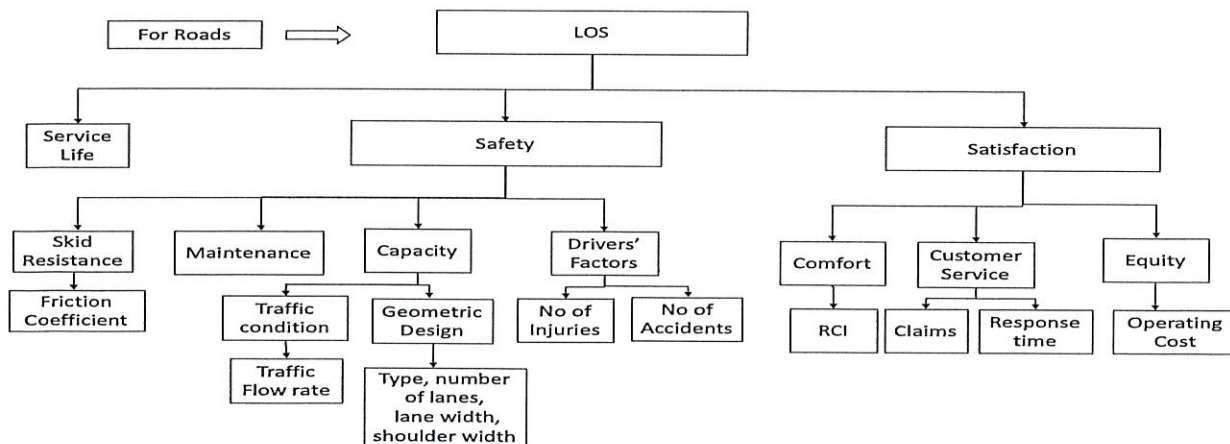 For Roads
LOS
Service
Life
Safety
Satisfaction
Skid
Resistance
Maintenance
Capacity
Drivers’
Factors
Comfort
Customer
Service
Equity
Friction
Coefficient
Traffic
condition
Geometric
Design
No of
Injuries
No of
Accidents
RCI
Claims
Response
time
Operating
Cost
Traffic
Flow rate
Type, number
of lanes,
lane width,
shoulder width